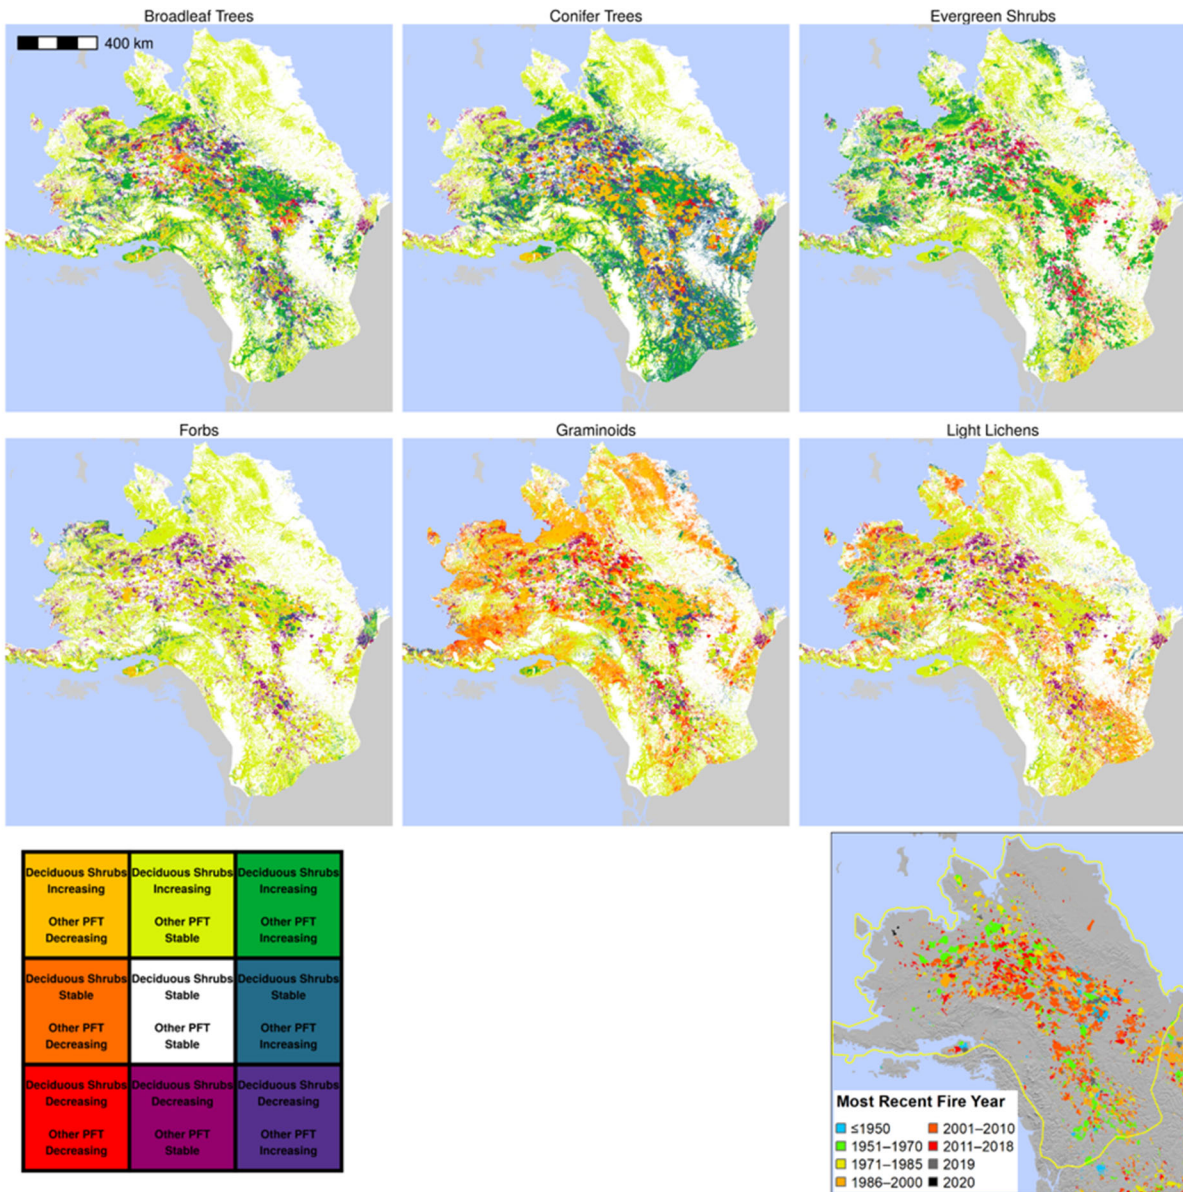 Broadleaf Trees
Conifer Trees
Evergreen Shrubs
400 km
Forbs
Graminoids
Light Lichens
Deciduous Shrubs
Increasing
Other PFT
Decreasing
Deciduous Shrubs
Increasing
Other PFT
Stable
Deciduous Shrubs
Increasing
Other PFT
Increasing
Deciduous Shrubs
Stable
Other PFT
Decreasing
Deciduous Shrubs
Stable
Other PFT
Stable
Deciduous Shrubs
Stable
Other PFT
Increasing
Deciduous Shrubs
Decreasing
Other PFT
Decreasing
Deciduous Shrubs
Decreasing
Other PFT
Stable
Deciduous Shrubs
Decreasing
Other PFT
Increasing
Most Recent Fire Year
≤1950
1951–1970
1971–1985
1986–2000
2001–2010
2011–2018
2019
2020